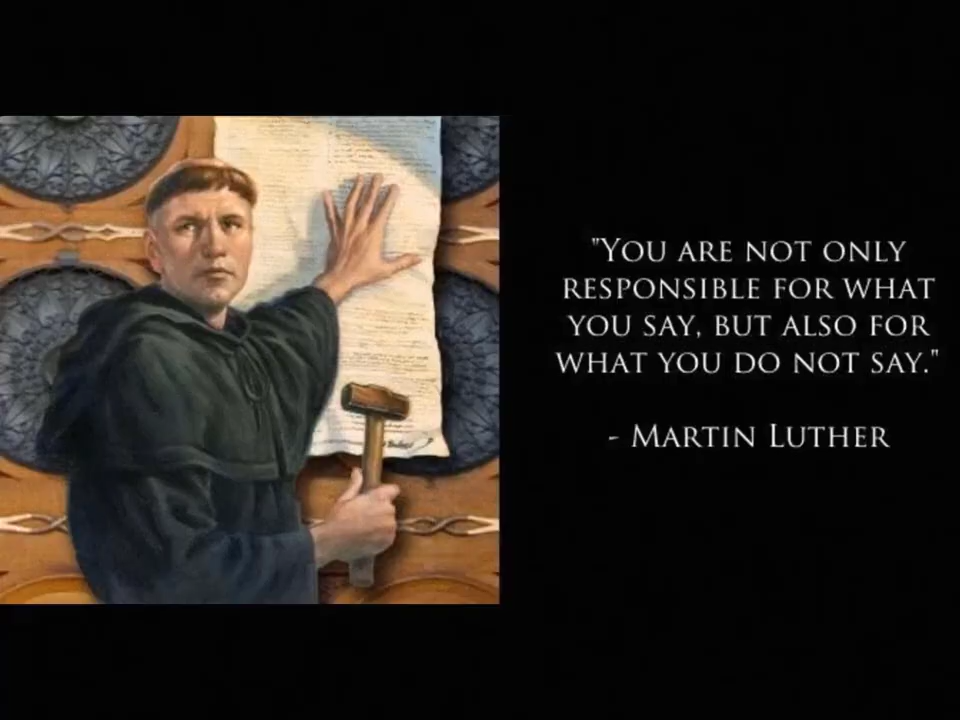 "YOU ARE NOT ONLY
RESPONSIBLE FOR WHAT
YOU SAY, BUT ALSO FOR
WHAT YOU DO NOT SAY."
- MARTIN LUTHER